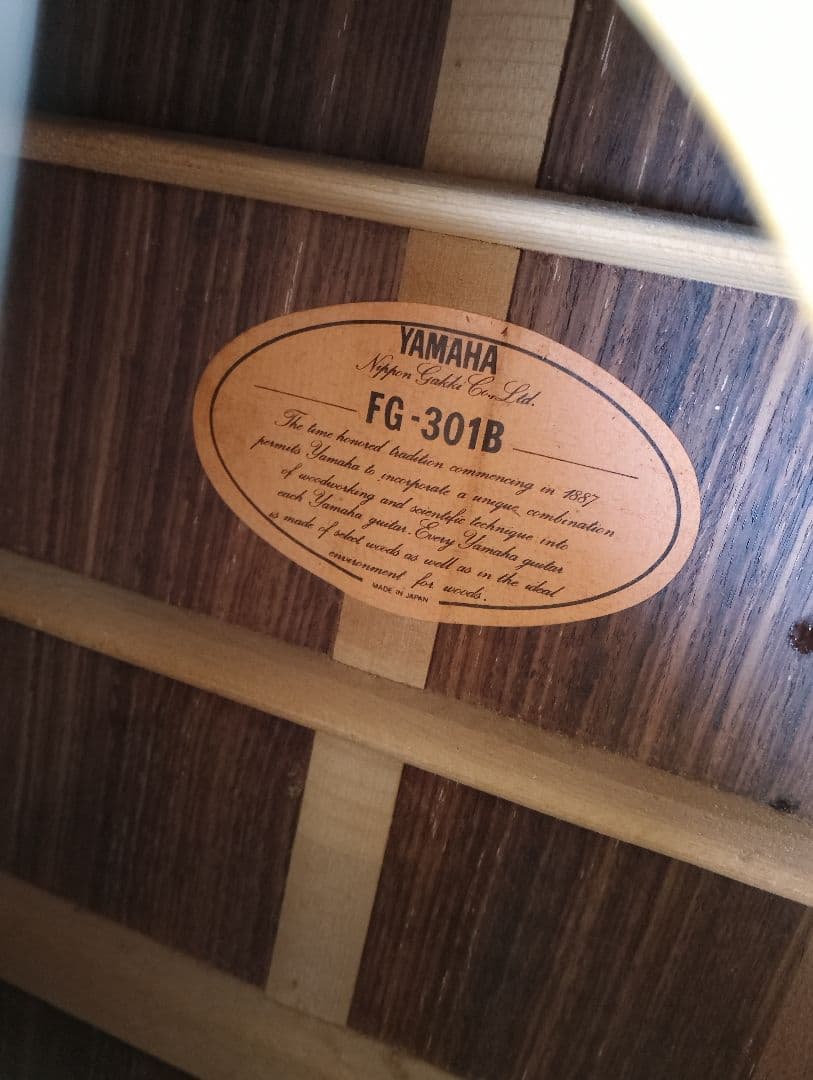 YAMAHA
Nippon Gakki Co., Ltd.
FG-301B
The time honored tradition commencing in 1887
permits Yamaha to incorporate a unique combination
of woodworking and scientific technique into
each Yamaha guitar. Every Yamaha guitar
is made of select woods as well as in the ideal
environment for woods.
MADE IN JAPAN